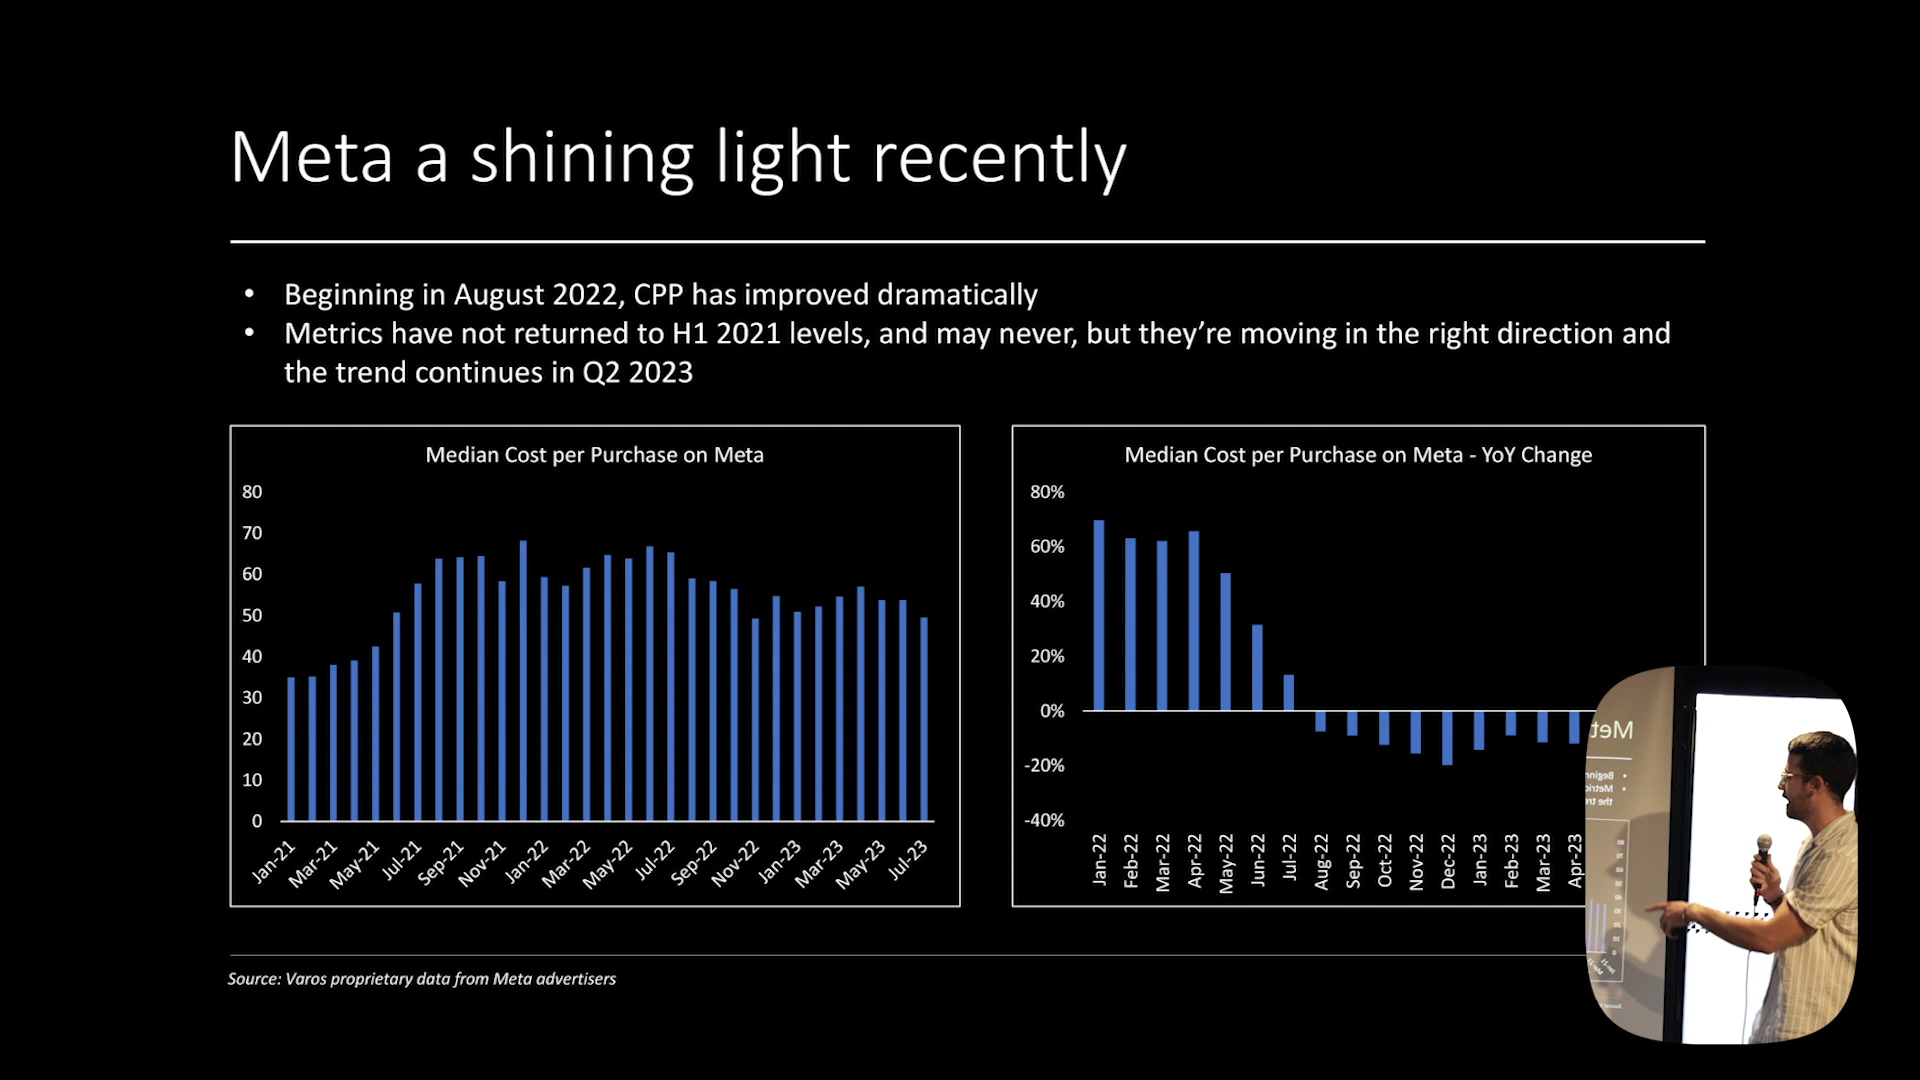 Meta a shining light recently
• Beginning in August 2022, CPP has improved dramatically
• Metrics have not returned to H1 2021 levels, and may never, but they’re moving in the right direction and
the trend continues in Q2 2023
Median Cost per Purchase on Meta
80
70
60
50
40
30
20
10
0
Jan-21 Mar-21 May-21 Jul-21 Sep-21 Nov-21 Jan-22 Mar-22 May-22 Jul-22 Sep-22 Nov-22 Jan-23 Mar-23 May-23 Jul-23
Median Cost per Purchase on Meta - YoY Change
80%
60%
40%
20%
0%
-20%
-40%
Jan-22 Feb-22 Mar-22 Apr-22 May-22 Jun-22 Jul-22 Aug-22 Sep-22 Oct-22 Nov-22 Dec-22 Jan-23 Feb-23 Mar-23 Apr-23
Source: Varos proprietary data from Meta advertisers
Met
• Begin
• Metric
the tre